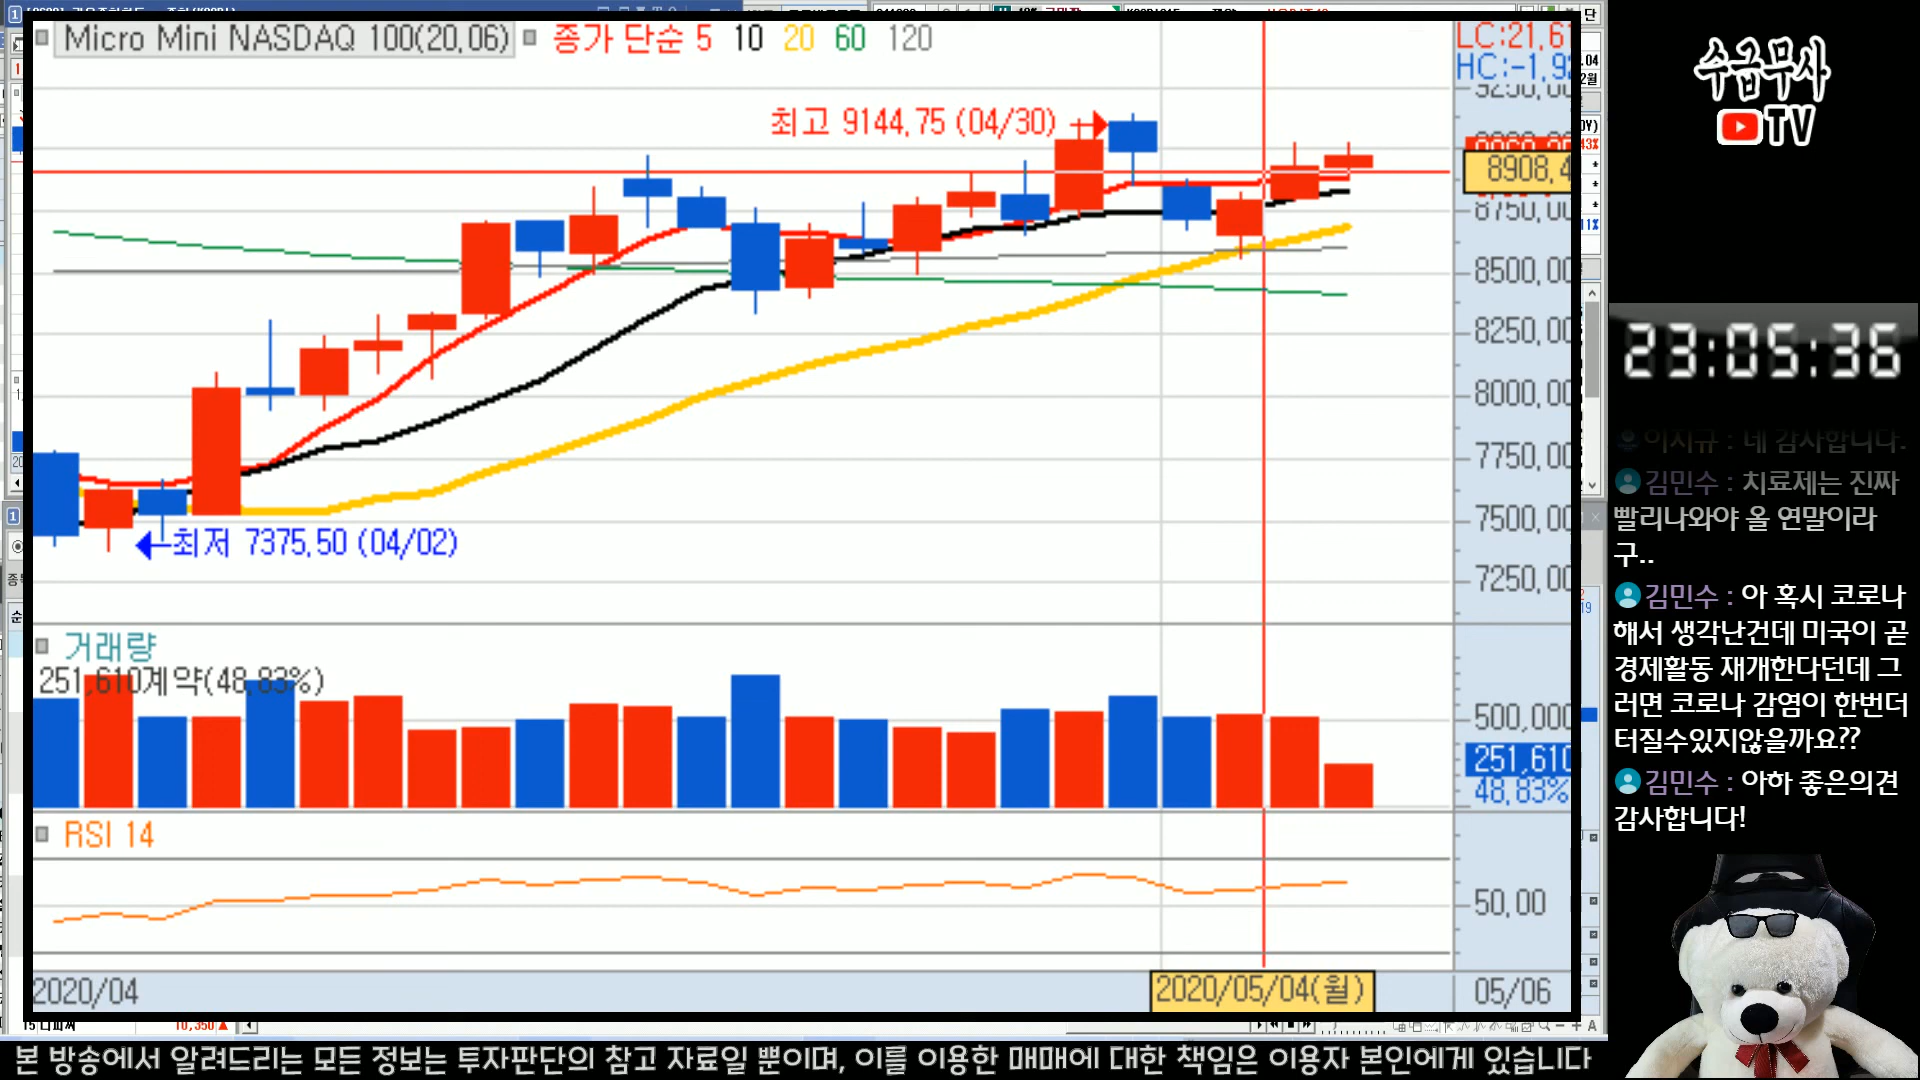 Micro Mini NASDAQ 100(20,06) 종가 단순 5 10 20 60 120
LC:21,6
HC:-1,9
최고 9144,75 (04/30)
8908,4
8750,00
8500,00
8250,00
8000,00
7750,00
7500,00
7250,00
최저 7375,50 (04/02)
거래량
251,610계약(48,83%)
500,000
251,610
48,83%
RSI 14
50,00
2020/04
2020/05/04(월)
05/06
10,350▲
수급무사
TV
23:05:36
이지규 : 네 감사합니다.
김민수 : 치료제는 진짜
빨리나와야 올 연말이라
구..
김민수 : 아 혹시 코로나
해서 생각난건데 미국이 곧
경제활동 재개한다던데 그
러면 코로나 감염이 한번더
터질수있지않을까요??
김민수 : 아하 좋은의견
감사합니다!
본 방송에서 알려드리는 모든 정보는 투자판단의 참고 자료일 뿐이며, 이를 이용한 매매에 대한 책임은 이용자 본인에게 있습니다